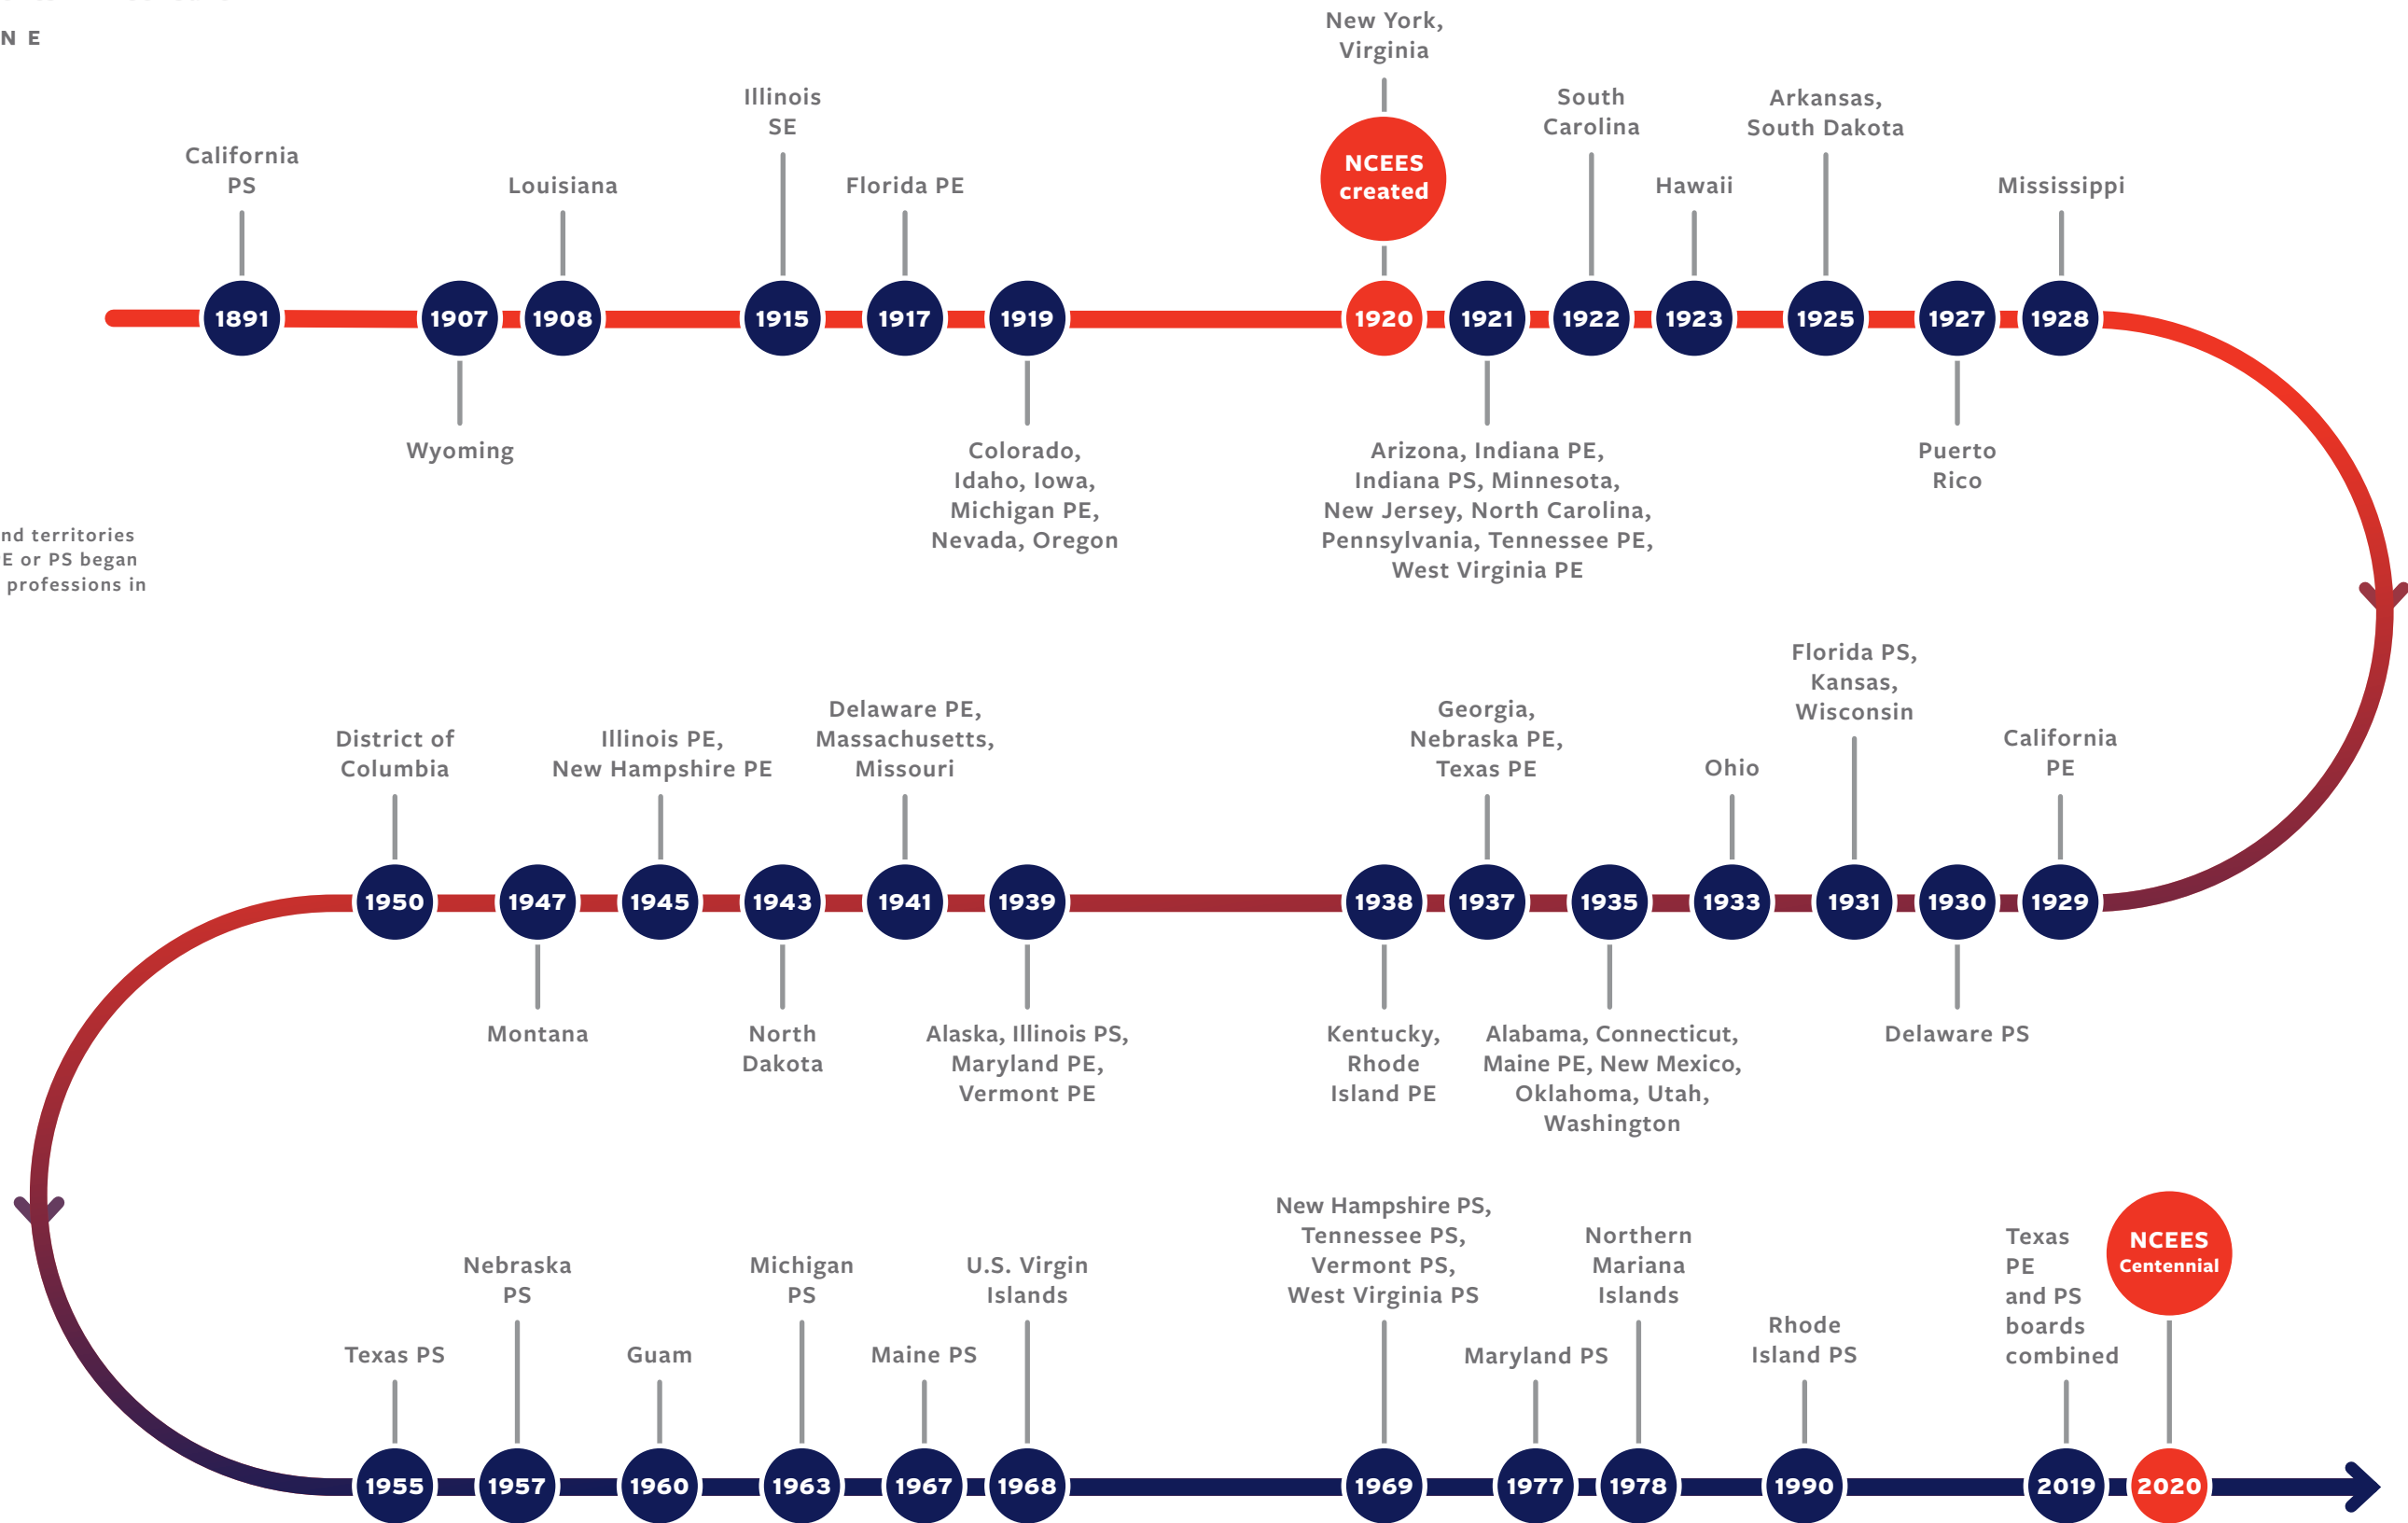 N E
New York,
Virginia
Illinois
SE
South
Carolina
Arkansas,
South Dakota
California
PS
Louisiana
Florida PE
NCEES
created
Hawaii
Mississippi
1891
1907
1908
1915
1917
1919
1920
1921
1922
1923
1925
1927
1928
Wyoming
Colorado,
Idaho, Iowa,
Michigan PE,
Nevada, Oregon
Arizona, Indiana PE,
Indiana PS, Minnesota,
New Jersey, North Carolina,
Pennsylvania, Tennessee PE,
West Virginia PE
Puerto
Rico
nd territories
E or PS began
professions in
District of
Columbia
Illinois PE,
New Hampshire PE
Delaware PE,
Massachusetts,
Missouri
Georgia,
Nebraska PE,
Texas PE
Ohio
Florida PS,
Kansas,
Wisconsin
California
PE
1950
1947
1945
1943
1941
1939
1938
1937
1935
1933
1931
1930
1929
Montana
North
Dakota
Alaska, Illinois PS,
Maryland PE,
Vermont PE
Kentucky,
Rhode
Island PE
Alabama, Connecticut,
Maine PE, New Mexico,
Oklahoma, Utah,
Washington
Delaware PS
Texas PS
Nebraska
PS
Guam
Michigan
PS
Maine PS
U.S. Virgin
Islands
New Hampshire PS,
Tennessee PS,
Vermont PS,
West Virginia PS
Maryland PS
Northern
Mariana
Islands
Rhode
Island PS
Texas
PE
and PS
boards
combined
NCEES
Centennial
1955
1957
1960
1963
1967
1968
1969
1977
1978
1990
2019
2020